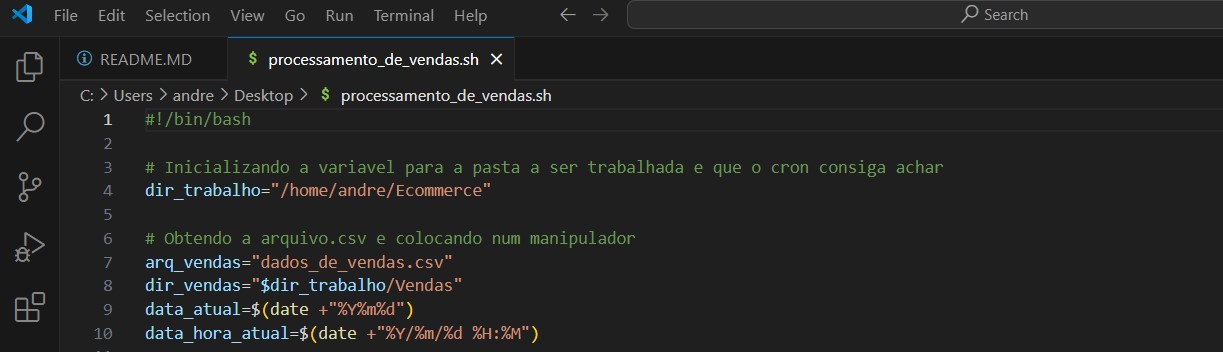 File Edit Selection View Go Run Terminal Help Search
README.MD $ processamento_de_vendas.sh
C: > Users > andre > Desktop > $ processamento_de_vendas.sh
1 #!/bin/bash
2
3 # Inicializando a variavel para a pasta a ser trabalhada e que o cron consiga achar
4 dir_trabalho="/home/andre/Ecommerce"
5
6 # Obtendo a arquivo.csv e colocando num manipulador
7 arq_vendas="dados_de_vendas.csv"
8 dir_vendas="$dir_trabalho/Vendas"
9 data_atual=$(date +"%Y%m%d")
10 data_hora_atual=$(date +"%Y/%m/%d %H:%M")